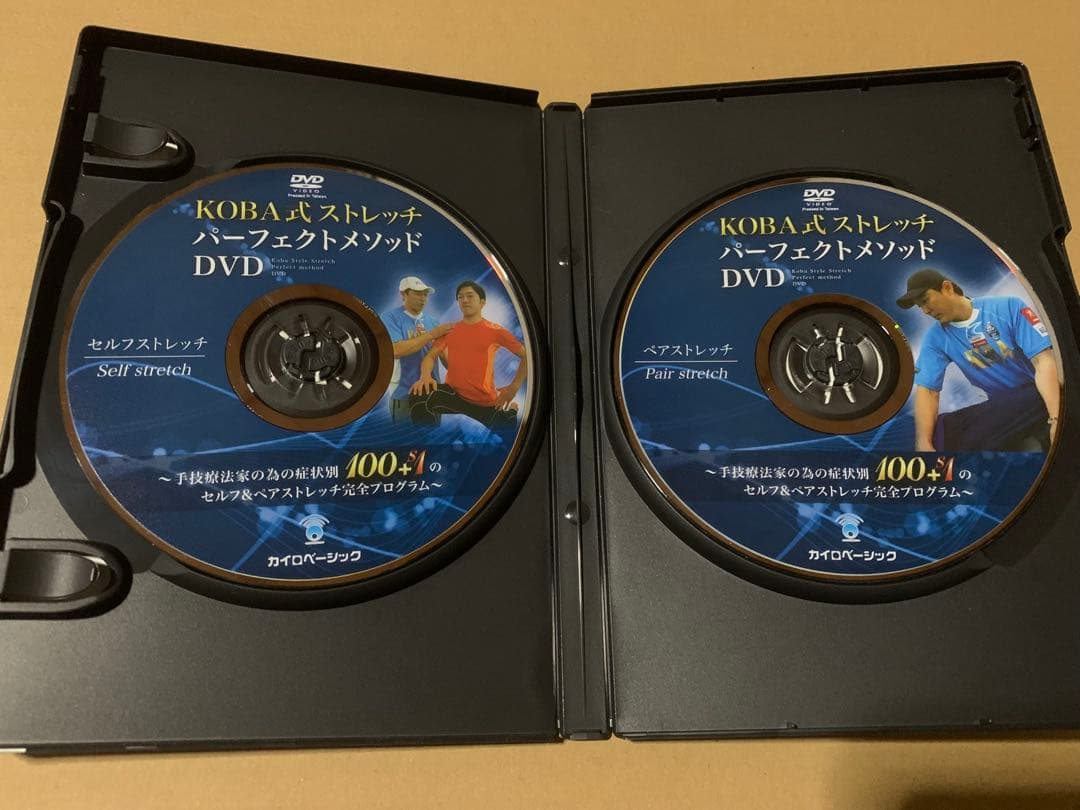 DVD
VIDEO
Pressed in Taiwan
KOBA式 ストレッチ
パーフェクトメソッド
DVD
Koba Style Stretch
Perfect method
DVD
セルフストレッチ
Self stretch
〜手技療法家の為の症状別 100+$1の
セルフ&ペアストレッチ完全プログラム〜
カイロベーシック
DVD
VIDEO
Pressed in Taiwan
KOBA式 ストレッチ
パーフェクトメソッド
DVD
Koba Style Stretch
Perfect method
DVD
ペアストレッチ
Pair stretch
〜手技療法家の為の症状別 100+$1の
セルフ&ペアストレッチ完全プログラム〜
カイロベーシック